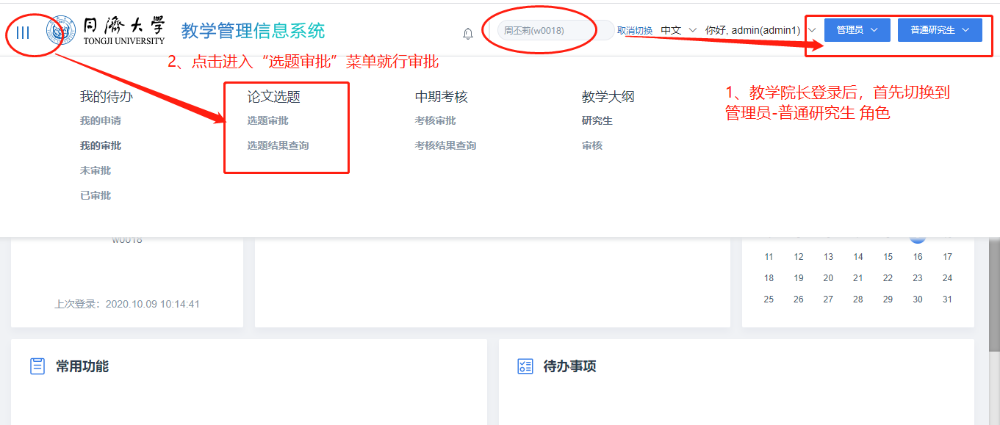 同濟大學
TONGJI UNIVERSITY
教学管理信息系统
周丕莉(w0018)
取消切换 中文 你好, admin(admin1)
管理员
普通研究生
2、点击进入“选题审批”菜单就行审批
1、教学院长登录后，首先切换到
管理员-普通研究生 角色
我的待办
我的申请
我的审批
未审批
已审批
论文选题
选题审批
选题结果查询
中期考核
考核审批
考核结果查询
教学大纲
研究生
审核
w0018
上次登录：2020.10.09 10:14:41
11 12 13 14 15 16 17
18 19 20 21 22 23 24
25 26 27 28 29 30 31
常用功能
待办事项